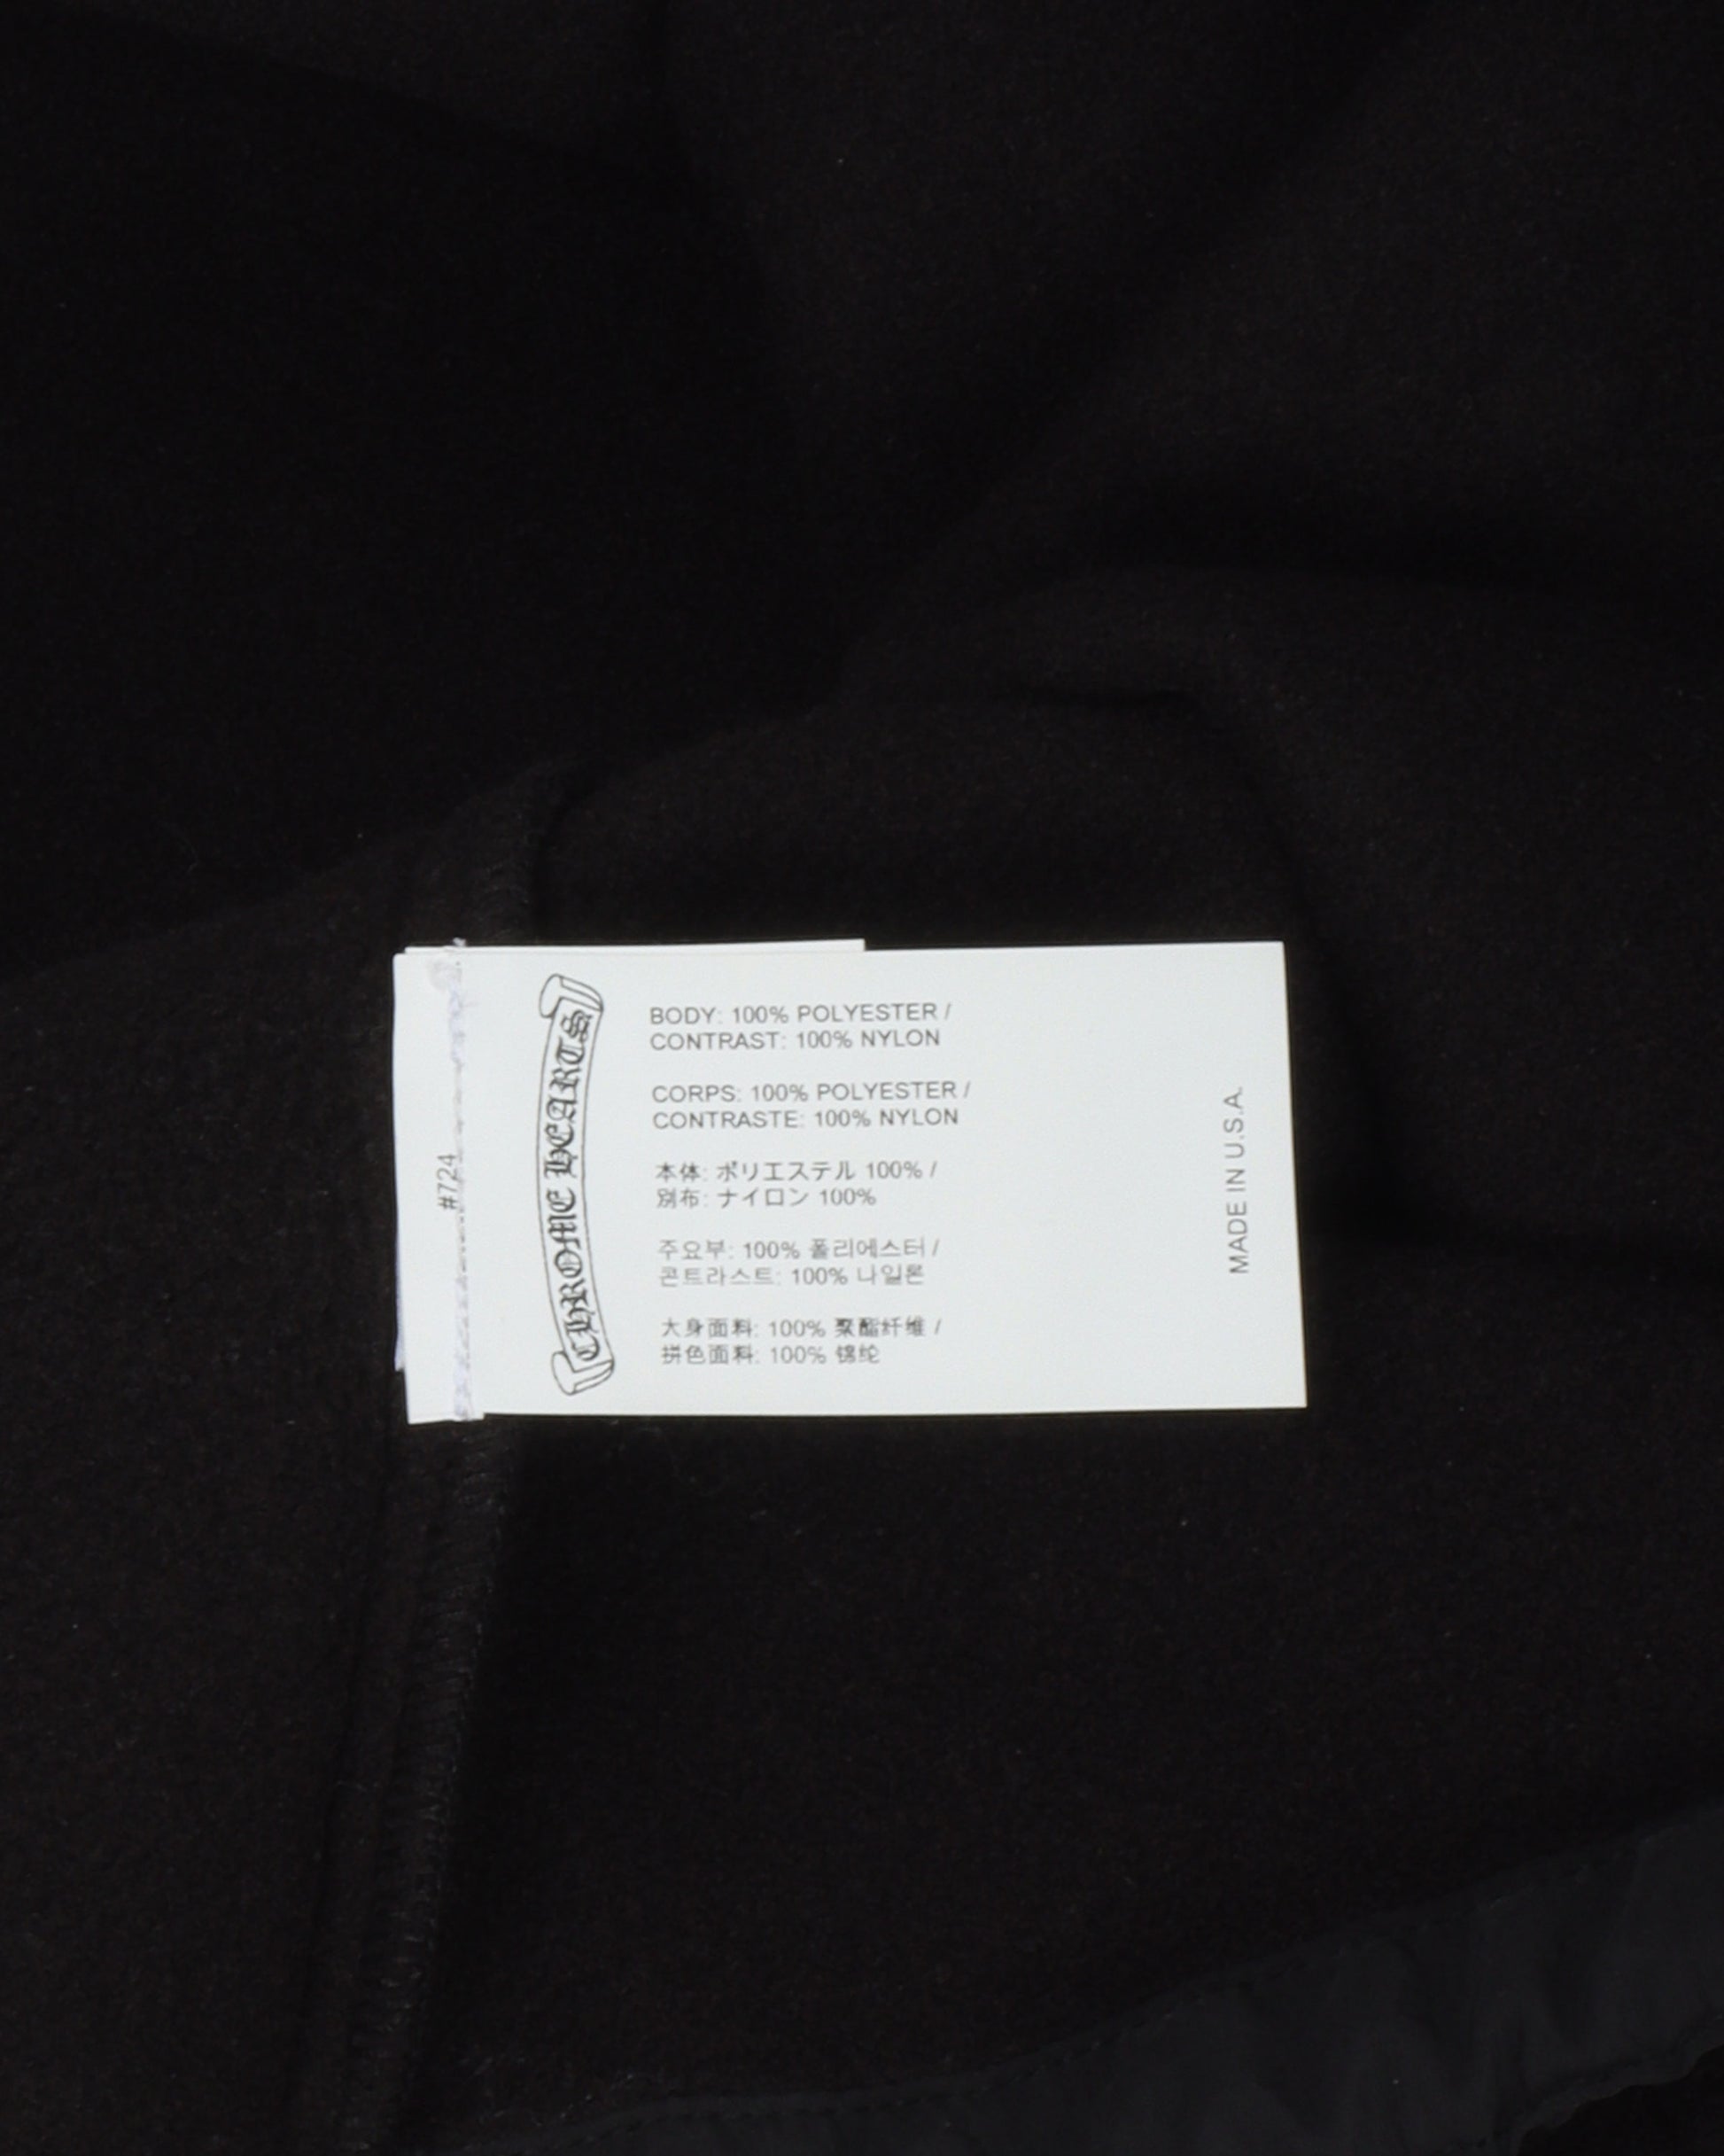 #724
CHROME HEARTS
BODY: 100% POLYESTER /
CONTRAST: 100% NYLON
CORPS: 100% POLYESTER /
CONTRASTE: 100% NYLON
本体: ポリエステル 100% /
別布: ナイロン 100%
주요부: 100% 폴리에스터 /
콘트라스트: 100% 나일론
大身面料: 100% 聚酯纤维 /
拼色面料: 100% 锦纶
MADE IN U.S.A.